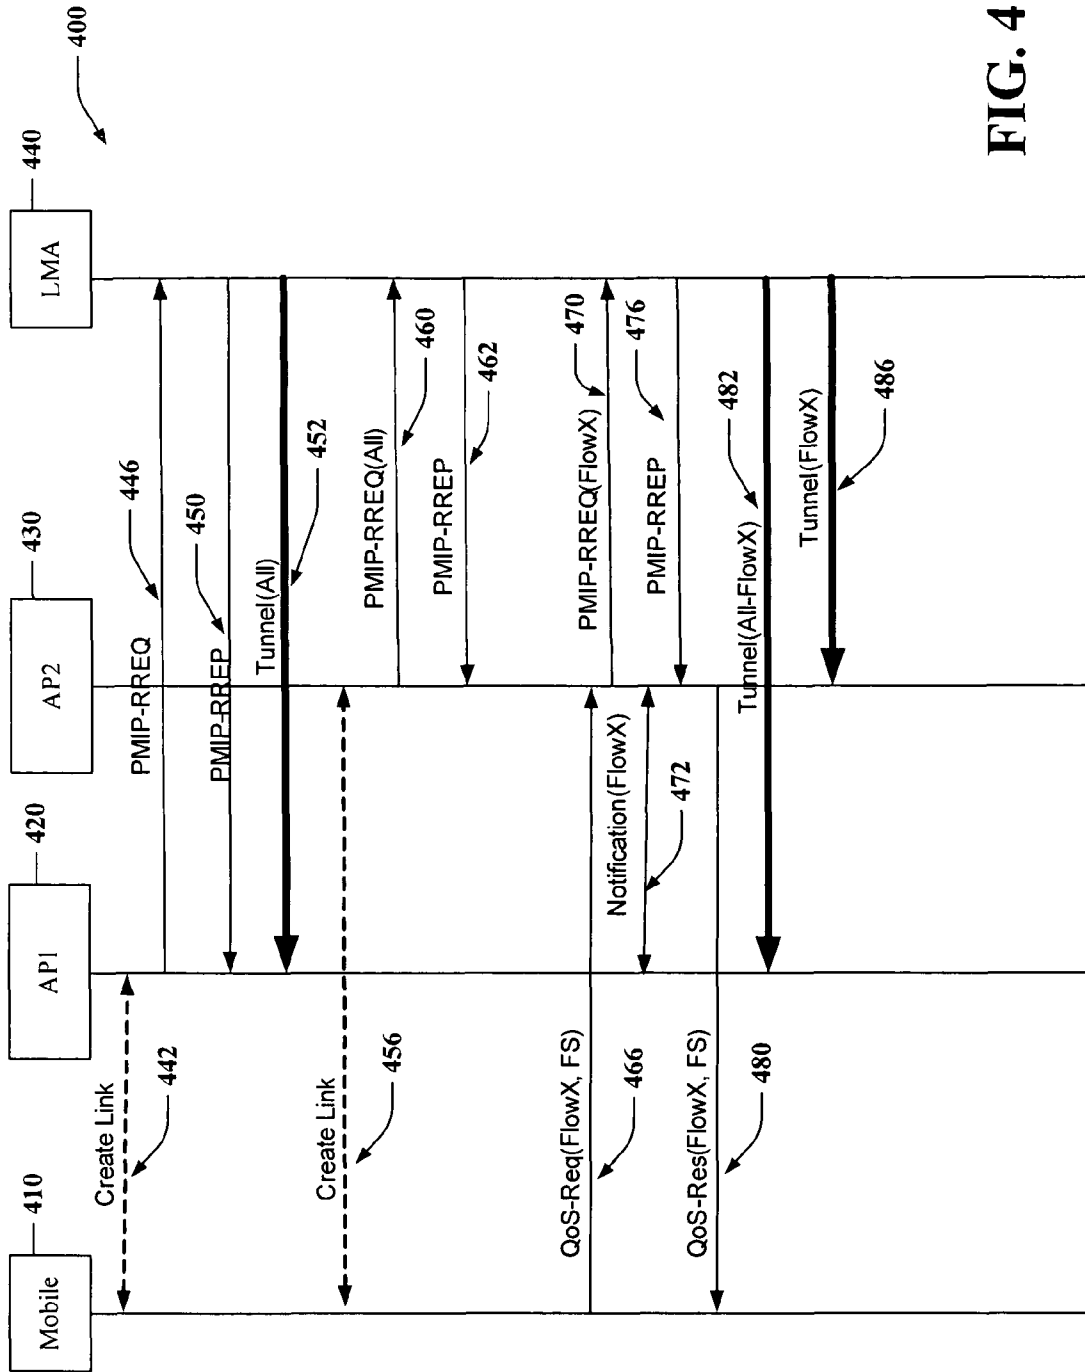 400
Mobile
410
AP1
420
AP2
430
LMA
440
Create Link
442
PMIP-RREQ
446
PMIP-RREP
450
Tunnel(All)
452
Create Link
456
PMIP-RREQ(All)
460
PMIP-RREP
462
QoS-Req(FlowX, FS)
466
PMIP-RREQ(FlowX)
470
Notification(FlowX)
472
PMIP-RREP
476
QoS-Res(FlowX, FS)
480
Tunnel(All-FlowX)
482
Tunnel(FlowX)
486
FIG. 4